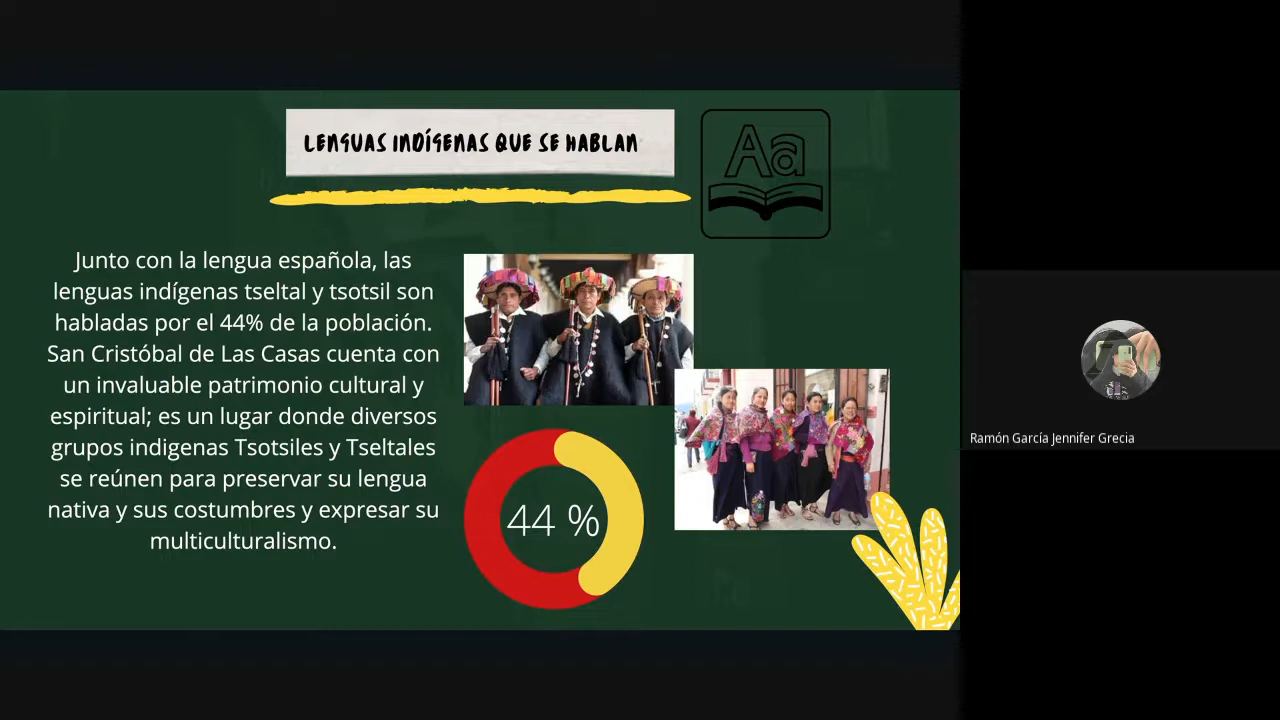 LENGUAS INDÍGENAS QUE SE HABLAN
Aa
Junto con la lengua española, las
lenguas indígenas tseltal y tsotsil son
habladas por el 44% de la población.
San Cristóbal de Las Casas cuenta con
un invaluable patrimonio cultural y
espiritual; es un lugar donde diversos
grupos indigenas Tsotsiles y Tseltales
se reúnen para preservar su lengua
nativa y sus costumbres y expresar su
multiculturalismo.
44 %
Ramón García Jennifer Grecia